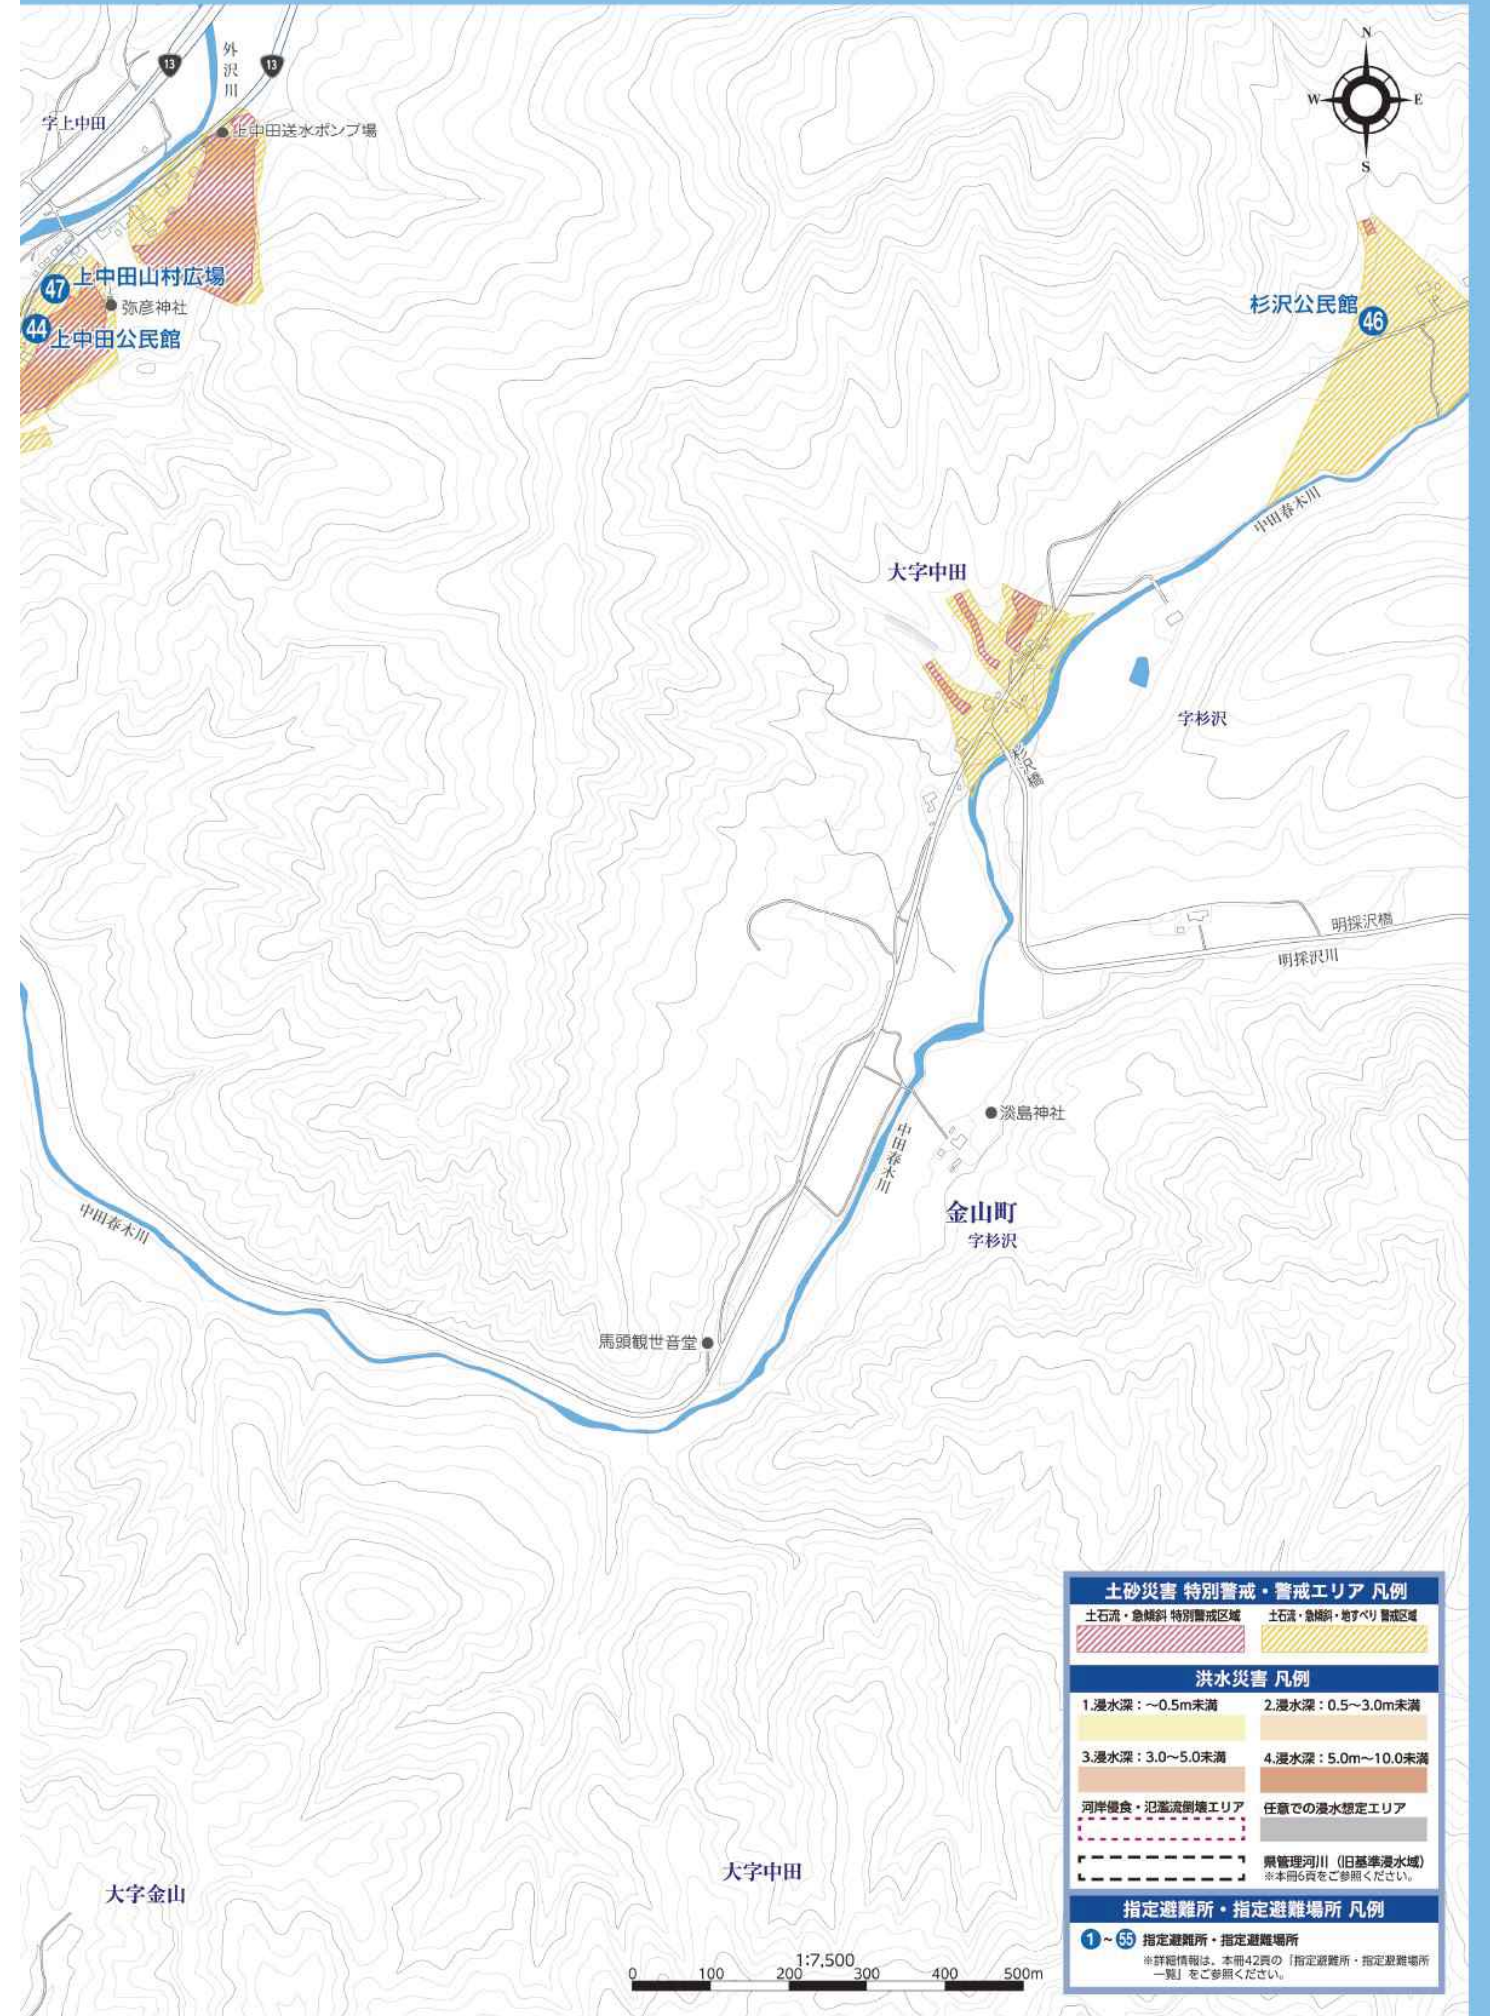 N
W
E
S
13
13
外沢川
字上中田
上中田送水ポンプ場
47 上中田山村広場
弥彦神社
44 上中田公民館
杉沢公民館 46
中田春木川
大字中田
字杉沢
杉沢橋
明採沢橋
明採沢川
淡島神社
中田春木川
金山町
字杉沢
中田春木川
馬頭観世音堂
大字中田
大字金山
1:7,500
0 100 200 300 400 500m
土砂災害 特別警戒・警戒エリア 凡例
土石流・急傾斜 特別警戒区域
土石流・急傾斜・地すべり 警戒区域
洪水災害 凡例
1.浸水深：～0.5m未満
2.浸水深：0.5～3.0m未満
3.浸水深：3.0～5.0未満
4.浸水深：5.0m～10.0未満
河岸侵食・氾濫流倒壊エリア
任意での浸水想定エリア
県管理河川（旧基準浸水域）
※本冊6頁をご参照ください。
指定避難所・指定避難場所 凡例
1 ~ 55 指定避難所・指定避難場所
※詳細情報は、本冊42頁の「指定避難所・指定避難場所
一覧」をご参照ください。